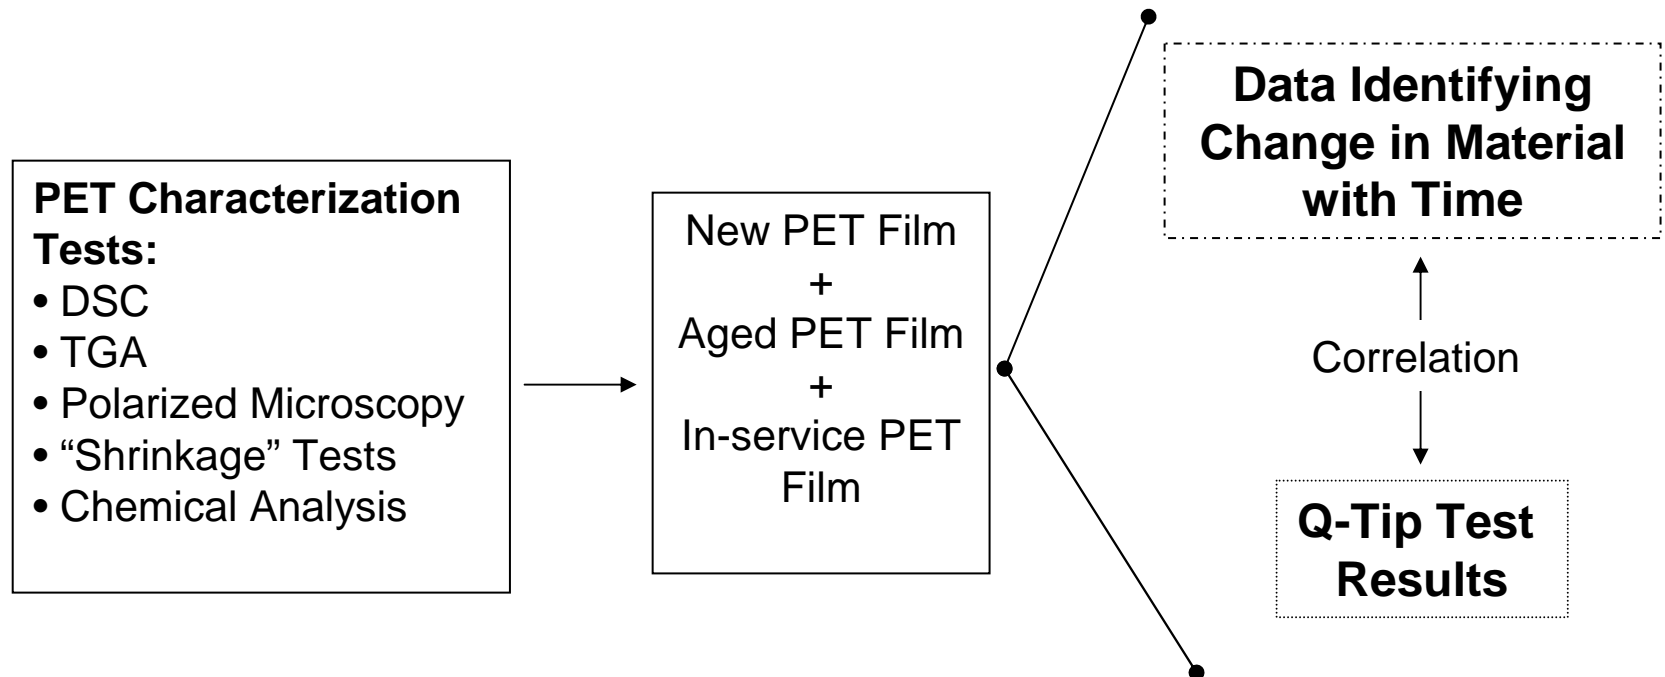 PET Characterization
Tests:
• DSC
• TGA
• Polarized Microscopy
• “Shrinkage” Tests
• Chemical Analysis
New PET Film
+
Aged PET Film
+
In-service PET
Film
Data Identifying
Change in Material
with Time
Correlation
Q-Tip Test
Results